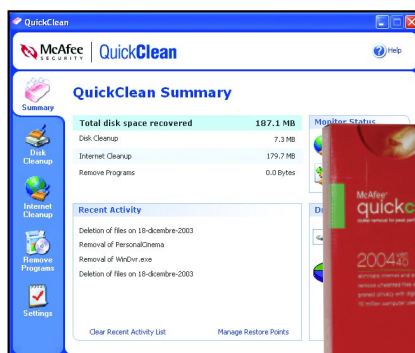 QuickClean
McAfee SECURITY QuickClean Help
Summary
Disk Cleanup
Internet Cleanup
Remove Programs
Settings
QuickClean Summary
Total disk space recovered 187.1 MB
Disk Cleanup 7.3 MB
Internet Cleanup 179.7 MB
Remove Programs 0.0 Bytes
Recent Activity
Deletion of files on 18-dicembre-2003
Removal of PersonalCinema
Removal of WinDvr.exe
Deletion of files on 18-dicembre-2003
Clear Recent Activity List Manage Restore Points
Monitor Status
McAfee
quickc
2004